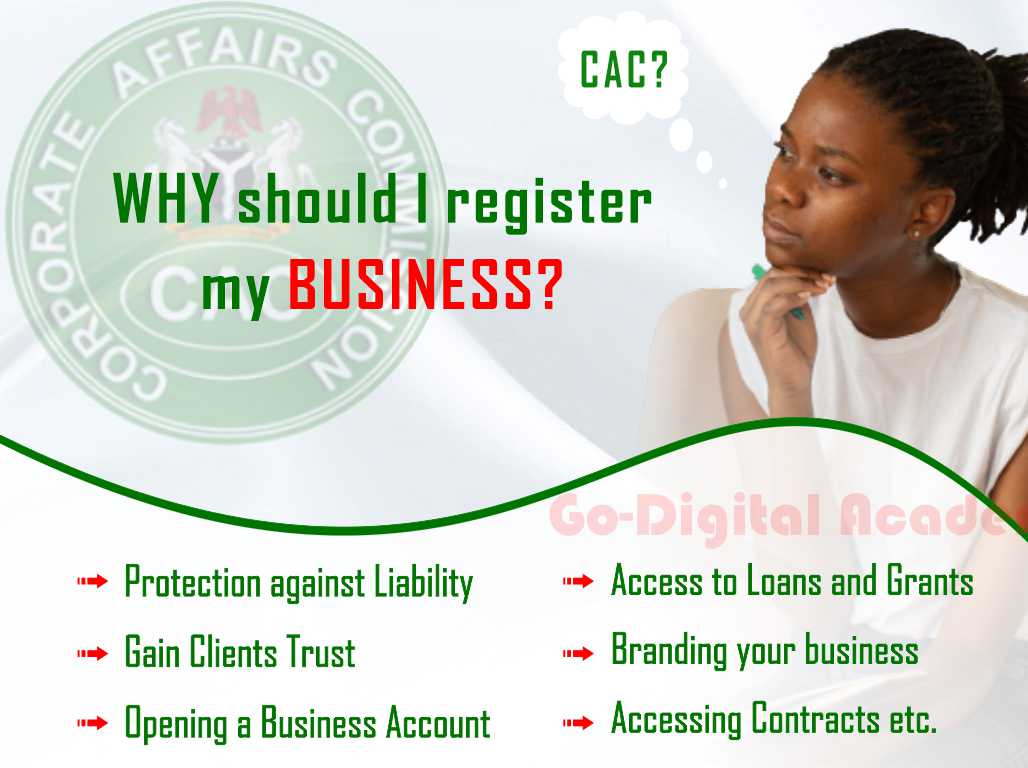 CORPORATE AFFAIRS COMMISSION
CAC
CAC?
WHY should I register
my BUSINESS?
Go-Digital Acade
Protection against Liability
Gain Clients Trust
Opening a Business Account
Access to Loans and Grants
Branding your business
Accessing Contracts etc.